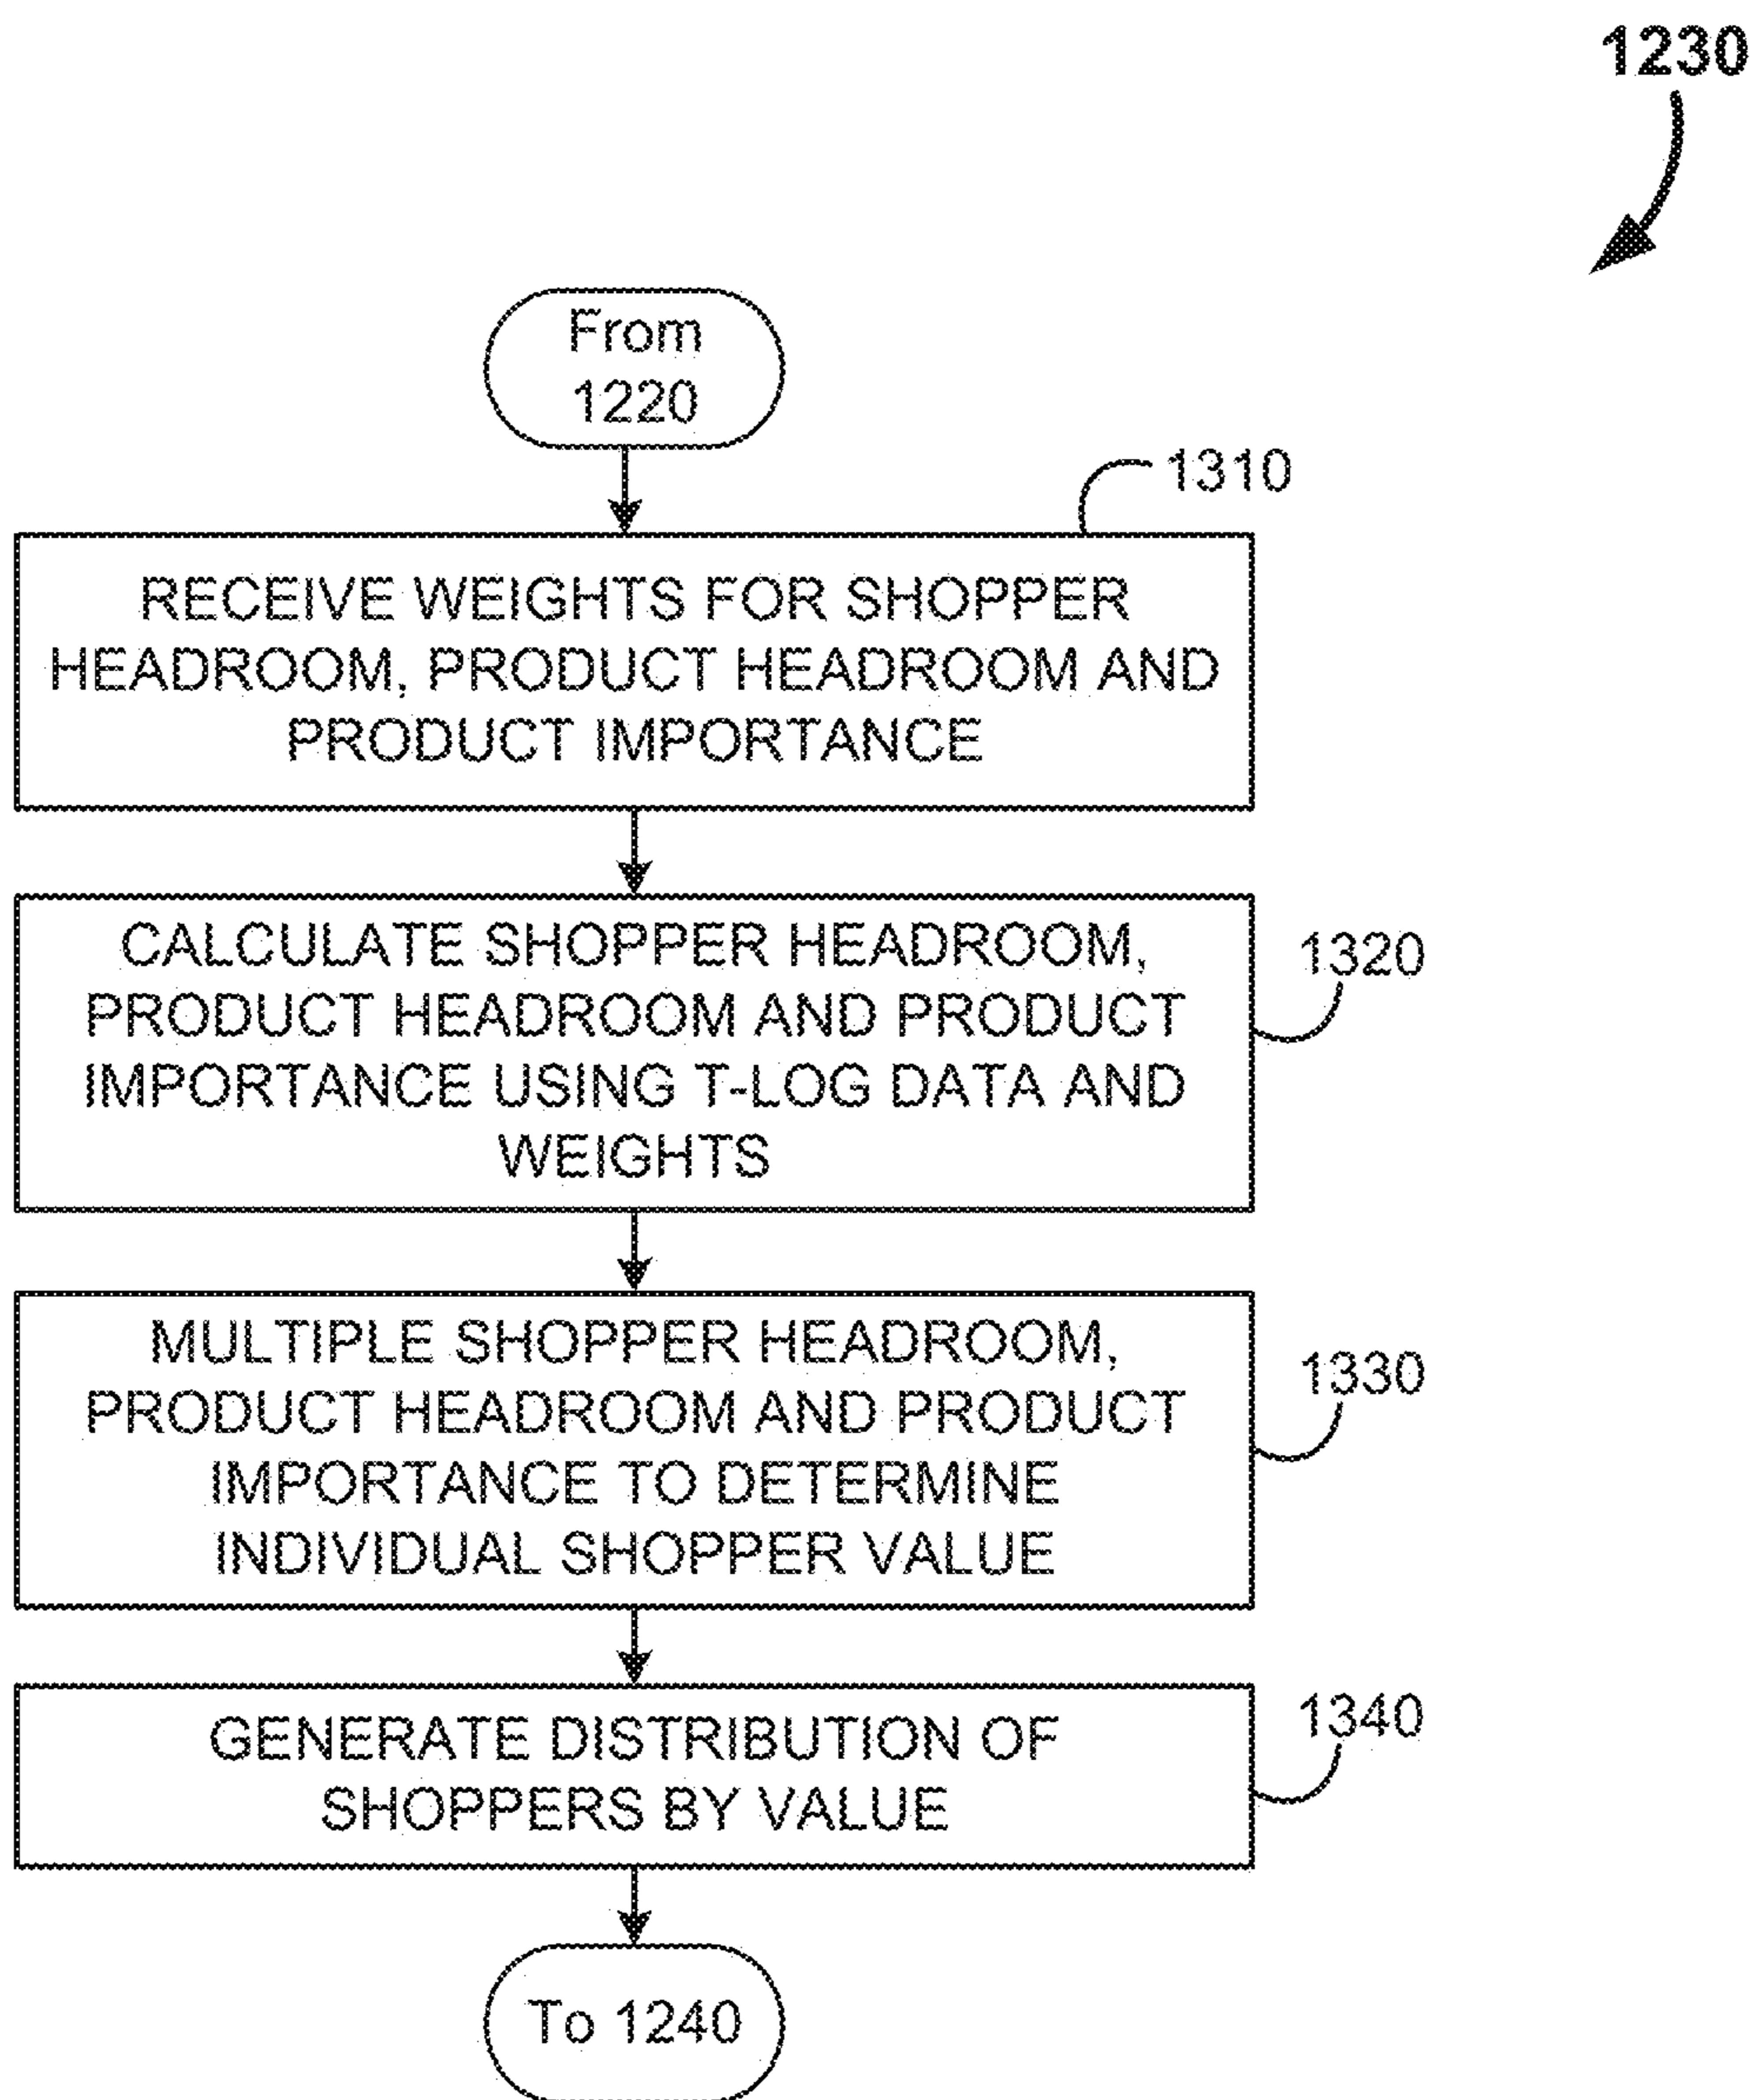 1230
From
1220
1310
RECEIVE WEIGHTS FOR SHOPPER
HEADROOM, PRODUCT HEADROOM AND
PRODUCT IMPORTANCE
CALCULATE SHOPPER HEADROOM,
PRODUCT HEADROOM AND PRODUCT
IMPORTANCE USING T-LOG DATA AND
WEIGHTS
1320
MULTIPLE SHOPPER HEADROOM,
PRODUCT HEADROOM AND PRODUCT
IMPORTANCE TO DETERMINE
INDIVIDUAL SHOPPER VALUE
1330
GENERATE DISTRIBUTION OF
SHOPPERS BY VALUE
1340
To 1240